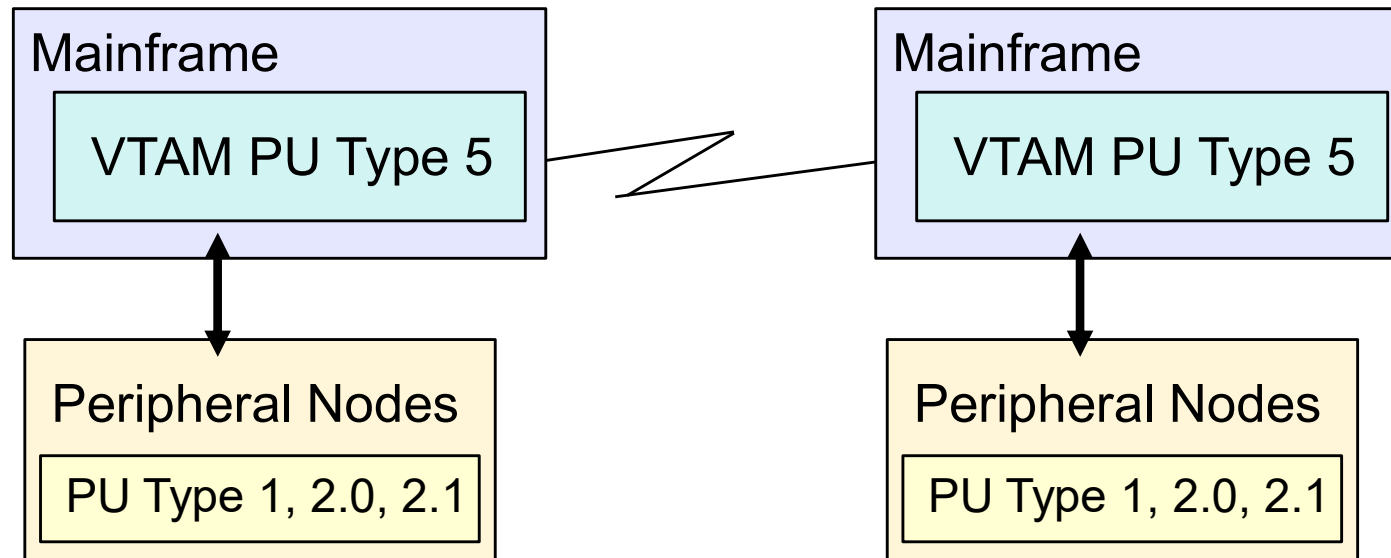 Mainframe
VTAM PU Type 5
Peripheral Nodes
PU Type 1, 2.0, 2.1
Mainframe
VTAM PU Type 5
Peripheral Nodes
PU Type 1, 2.0, 2.1